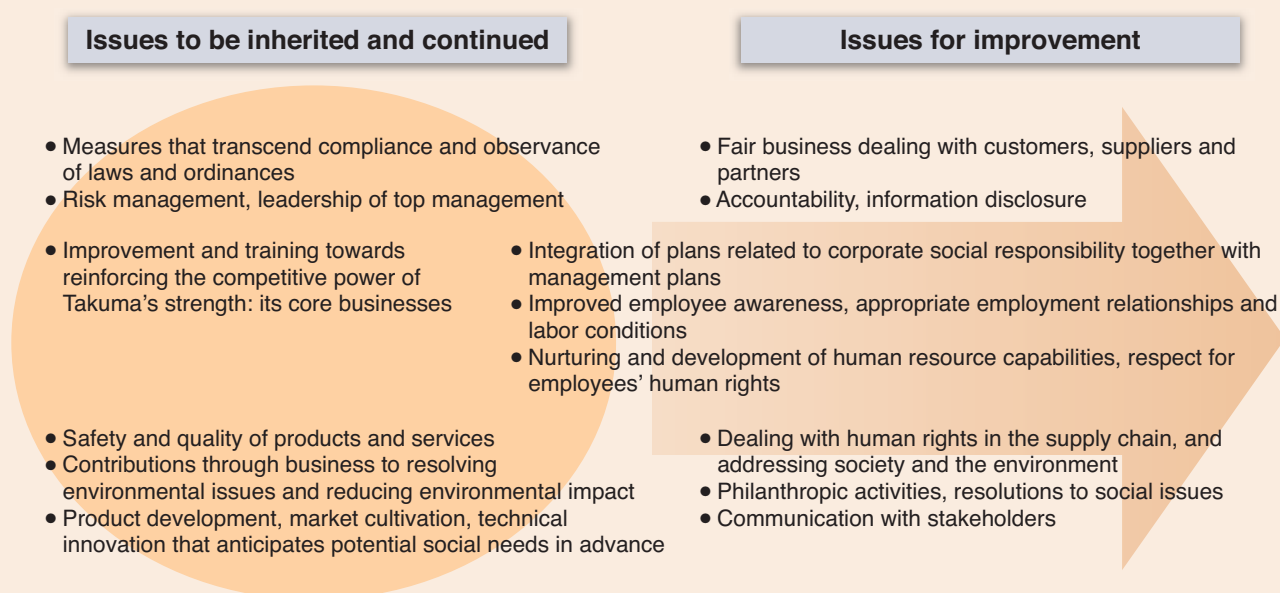 Issues to be inherited and continued
Issues for improvement
• Measures that transcend compliance and observance
of laws and ordinances
• Risk management, leadership of top management
• Fair business dealing with customers, suppliers and
partners
• Accountability, information disclosure
• Improvement and training towards
reinforcing the competitive power of
Takuma’s strength: its core businesses
• Integration of plans related to corporate social responsibility together with
management plans
• Improved employee awareness, appropriate employment relationships and
labor conditions
• Nurturing and development of human resource capabilities, respect for
employees’ human rights
• Safety and quality of products and services
• Contributions through business to resolving
environmental issues and reducing environmental impact
• Product development, market cultivation, technical
innovation that anticipates potential social needs in advance
• Dealing with human rights in the supply chain, and
addressing society and the environment
• Philanthropic activities, resolutions to social issues
• Communication with stakeholders